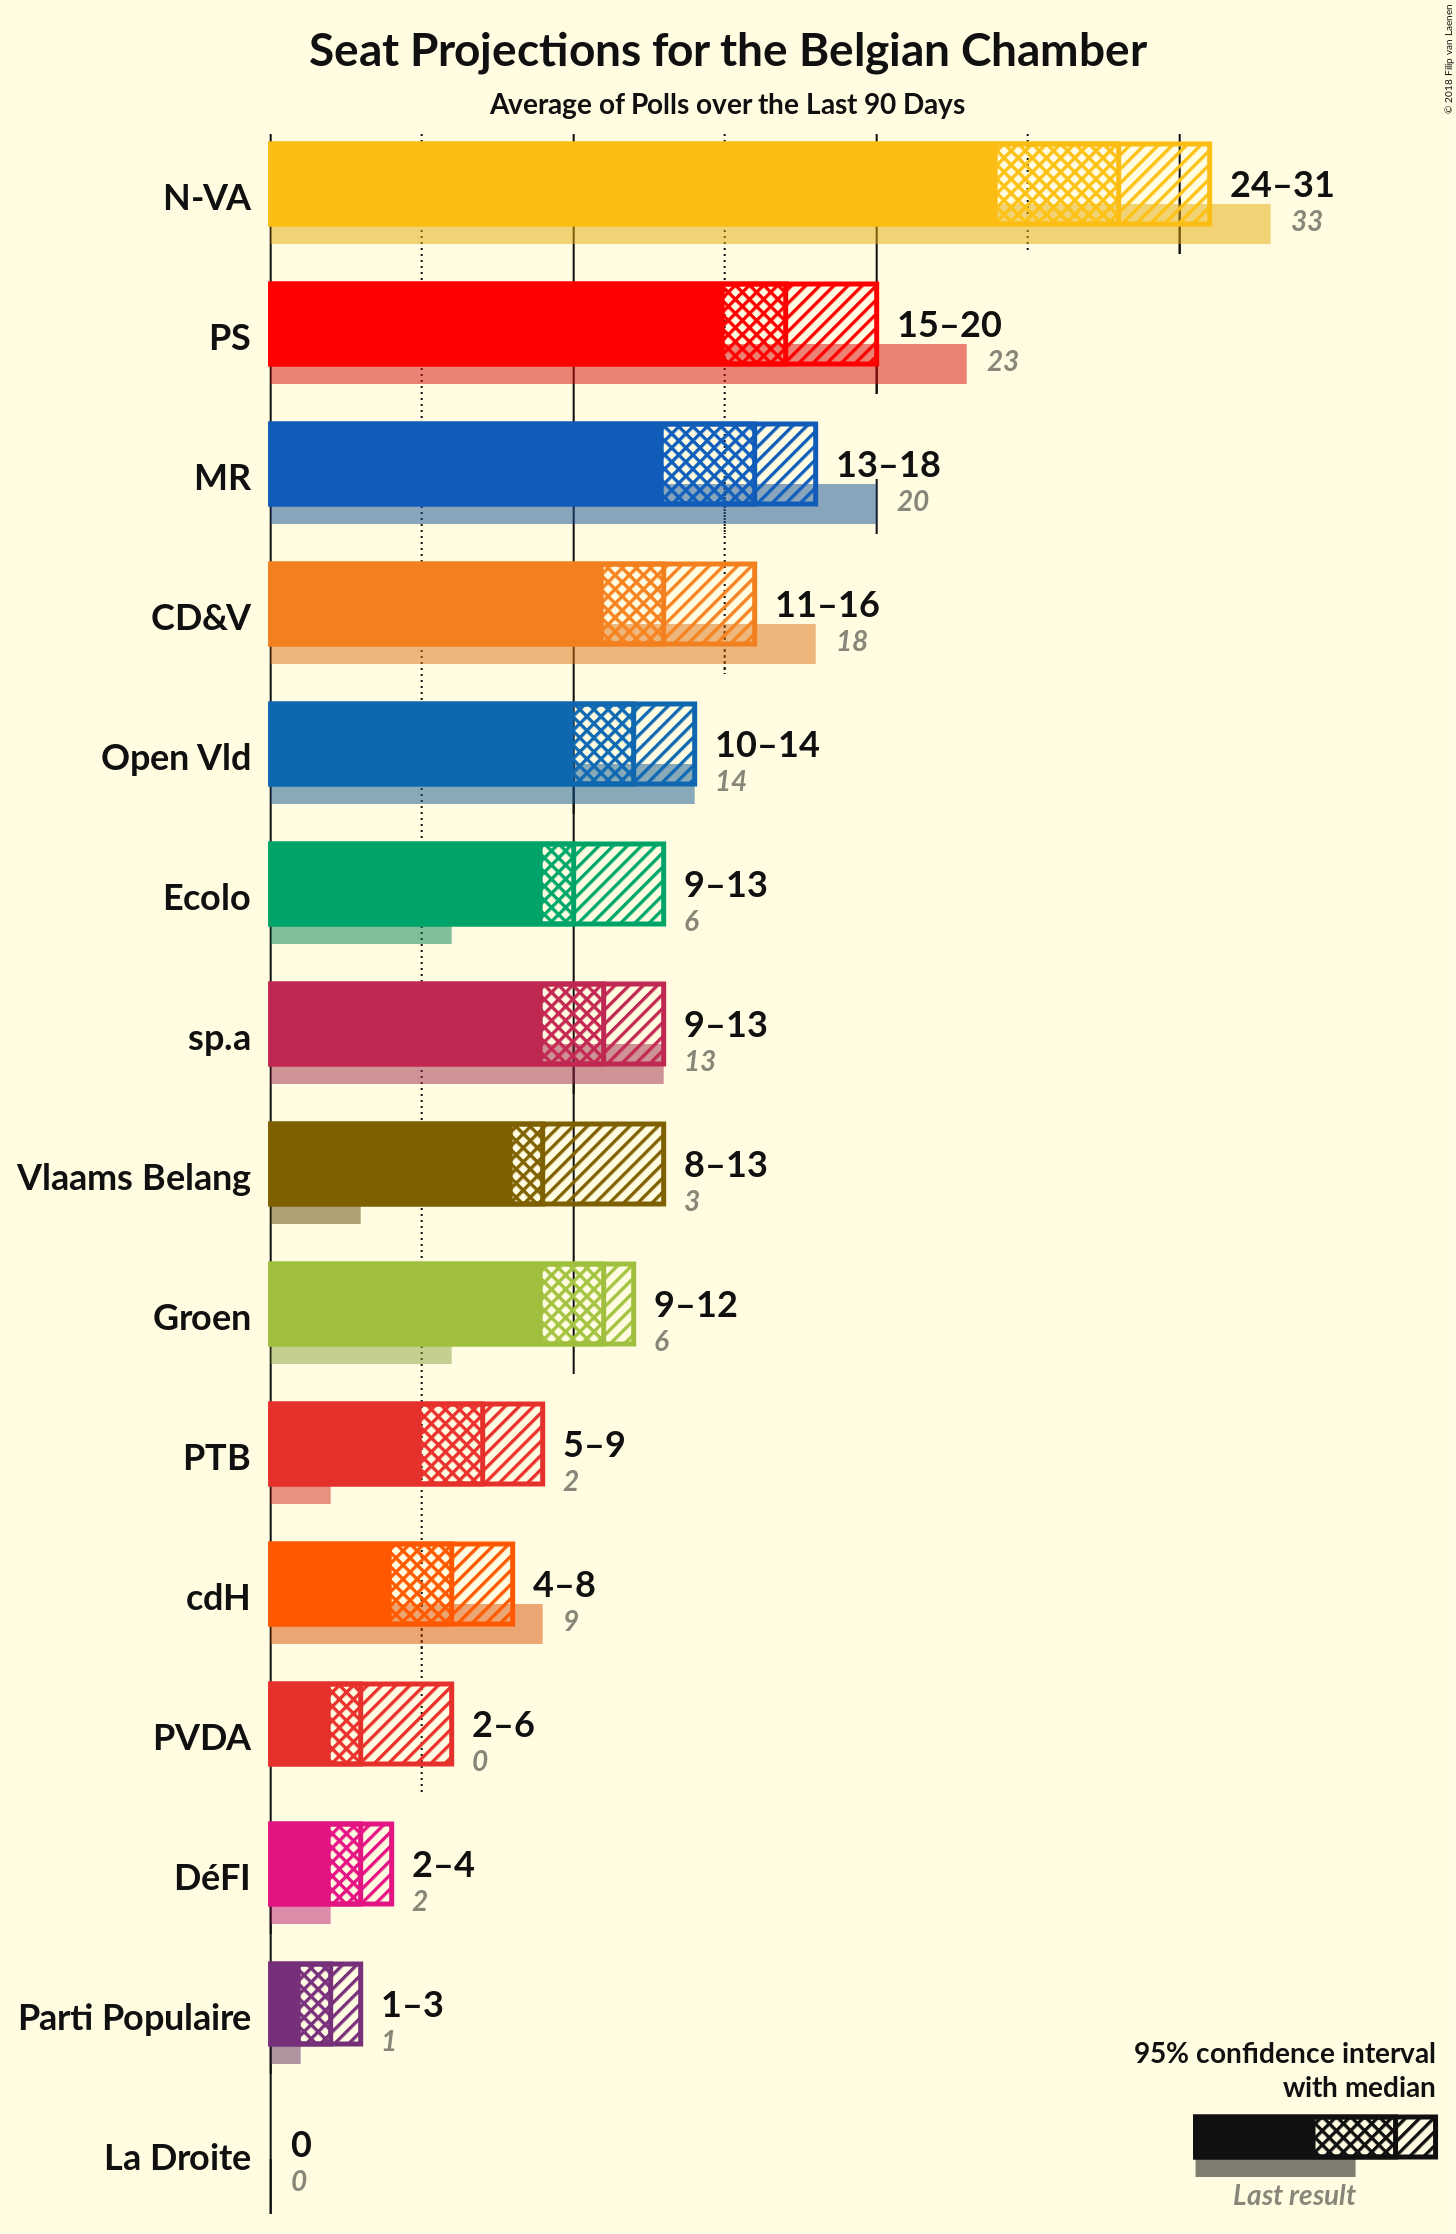 Seat Projections for the Belgian Chamber
Average of Polls over the Last 90 Days
© 2018 Filip van Laenen
N-VA
24–31
33
PS
15–20
23
MR
13–18
20
CD&V
11–16
18
Open Vld
10–14
14
Ecolo
9–13
6
sp.a
9–13
13
Vlaams Belang
8–13
3
Groen
9–12
6
PTB
5–9
2
cdH
4–8
9
PVDA
2–6
0
DéFI
2–4
2
Parti Populaire
1–3
1
La Droite
0
0
95% confidence interval
with median
Last result